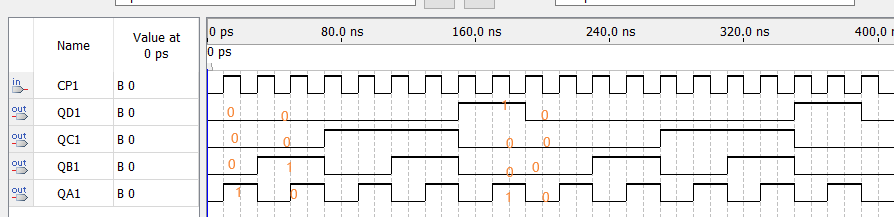 Name
Value at
0 ps
0 ps 80.0 ns 160.0 ns 240.0 ns 320.0 ns 400.0 n
0 ps
in CP1 B 0
out QD1 B 0 0 0 1 0
out QC1 B 0 0 0 0 0
out QB1 B 0 0 1 0 0
out QA1 B 0 1 0 1 0